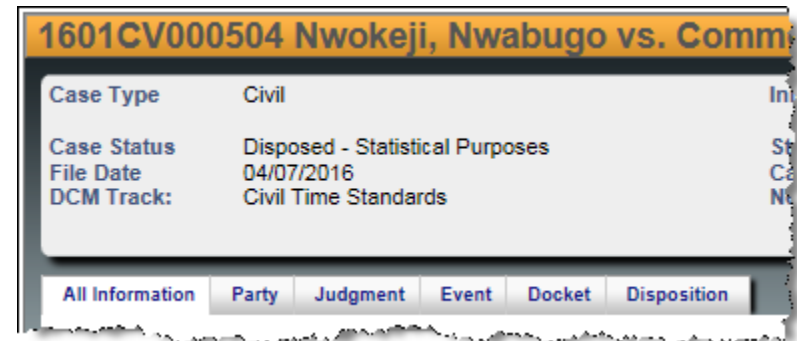 1601CV000504 Nwokeji, Nwabugo vs. Comm
Case Type Civil
Case Status Disposed - Statistical Purposes
File Date 04/07/2016
DCM Track: Civil Time Standards
All Information Party Judgment Event Docket Disposition